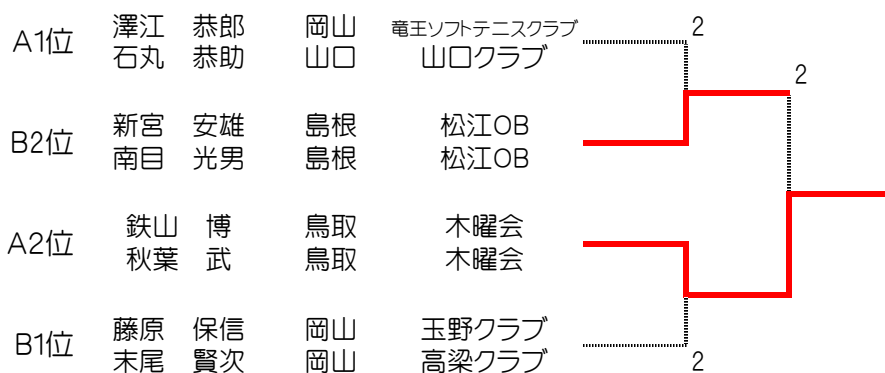 澤江 恭郎 岡山 竜王ソフトテニスクラブ 2
A1位
石丸 恭助 山口 山口クラブ
2
新宮 安雄 島根 松江OB
B2位
南目 光男 島根 松江OB
鉄山 博 鳥取 木曜会
A2位
秋葉 武 鳥取 木曜会
藤原 保信 岡山 玉野クラブ
B1位
末尾 賢次 岡山 高梁クラブ 2